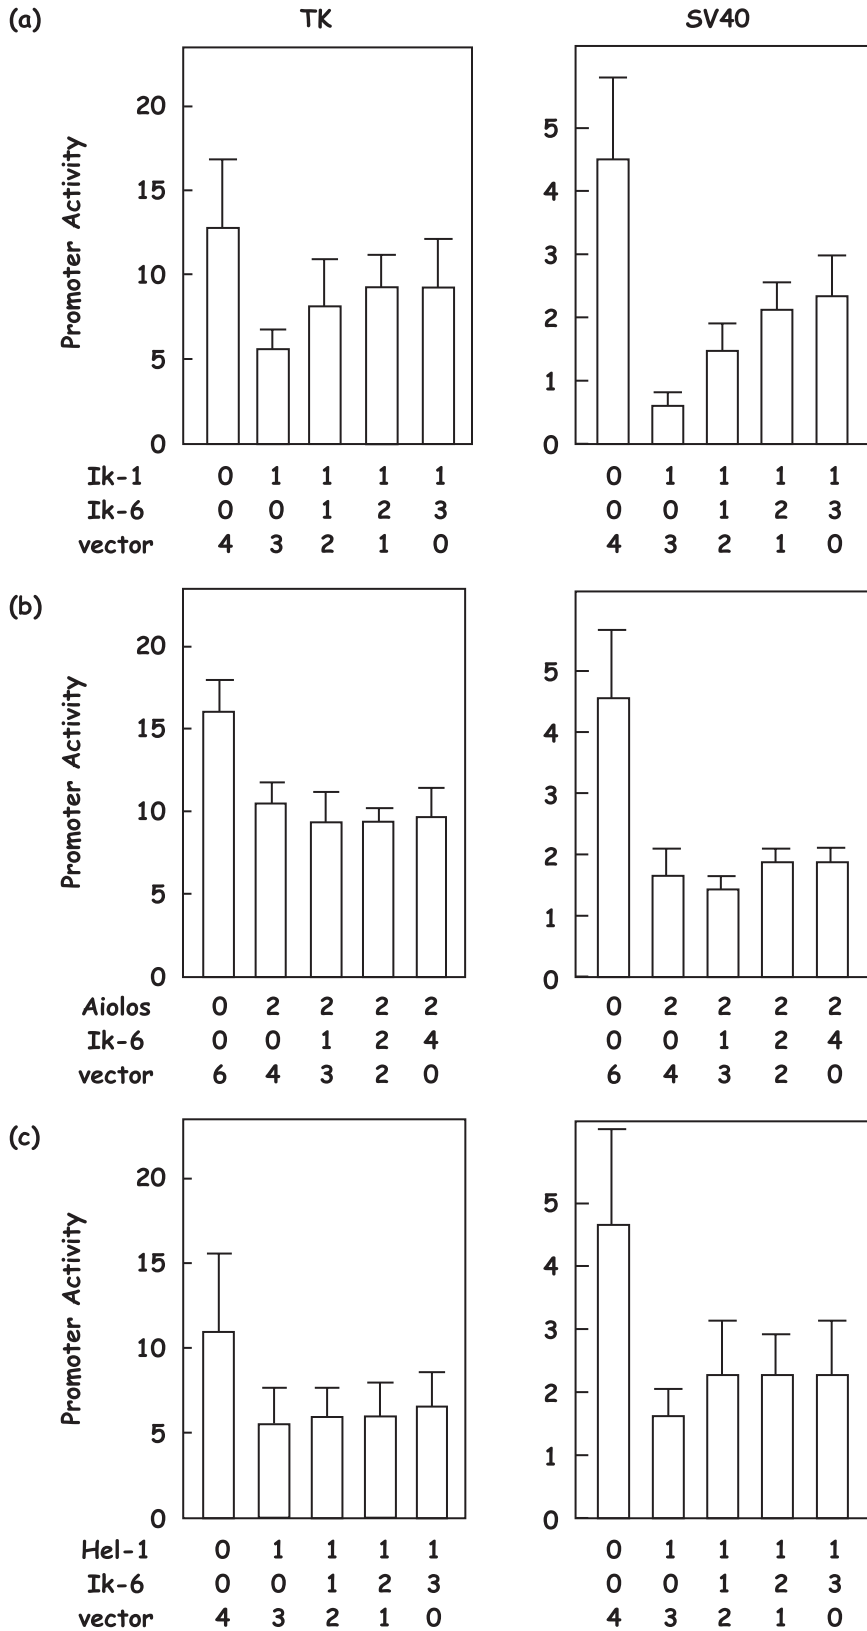 (a) TK SV40
Promoter Activity
20
15
10
5
0
5
4
3
2
1
0
Ik-1 0 1 1 1 1 0 1 1 1 1
Ik-6 0 0 1 2 3 0 0 1 2 3
vector 4 3 2 1 0 4 3 2 1 0
(b)
Promoter Activity
20
15
10
5
0
5
4
3
2
1
0
Aiolos 0 2 2 2 2 0 2 2 2 2
Ik-6 0 0 1 2 4 0 0 1 2 4
vector 6 4 3 2 0 6 4 3 2 0
(c)
Promoter Activity
20
15
10
5
0
5
4
3
2
1
0
Hel-1 0 1 1 1 1 0 1 1 1 1
Ik-6 0 0 1 2 3 0 0 1 2 3
vector 4 3 2 1 0 4 3 2 1 0